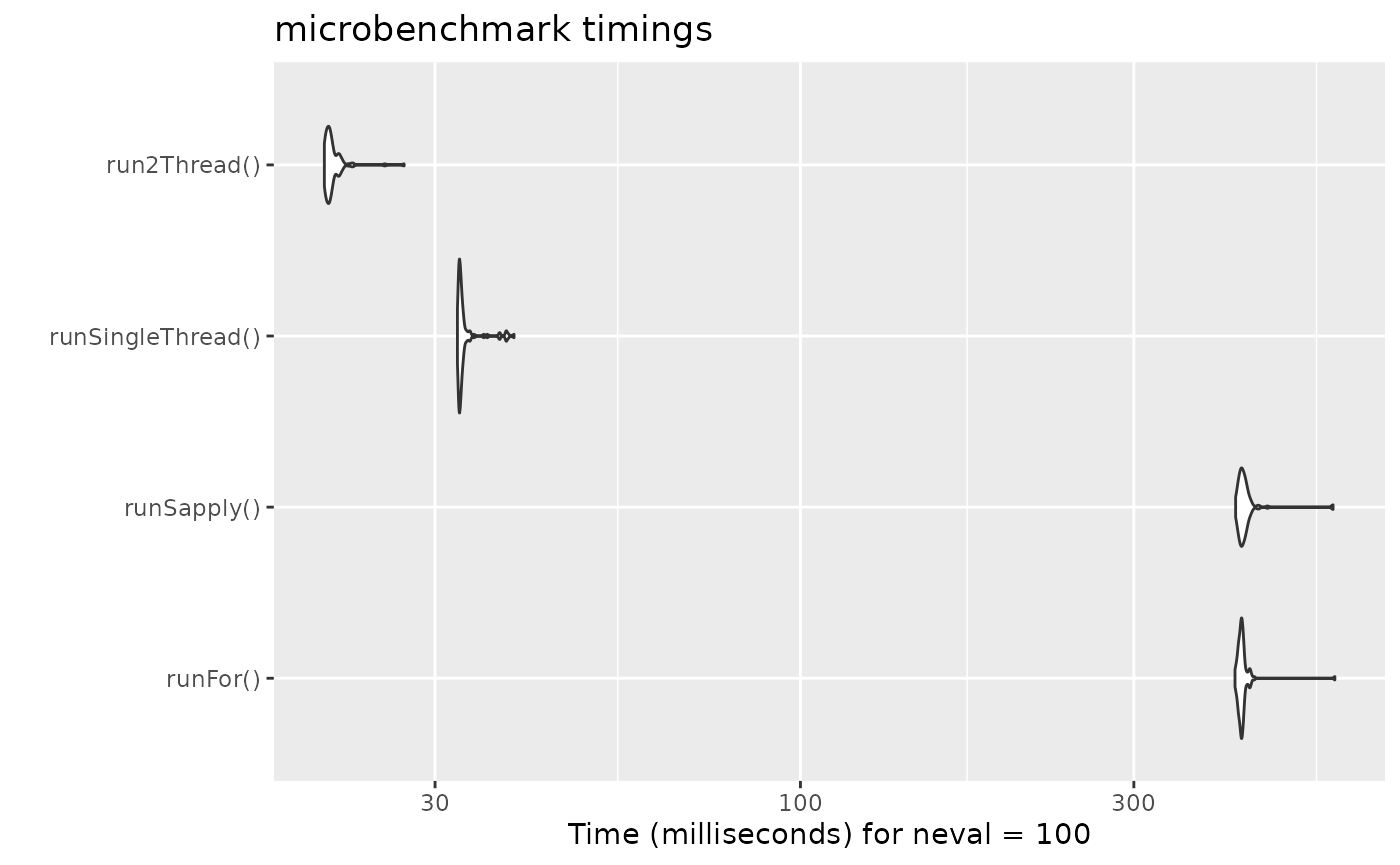 microbenchmark timings
run2Thread()
runSingleThread()
runSapply()
runFor()
30 100 300
Time (milliseconds) for neval = 100